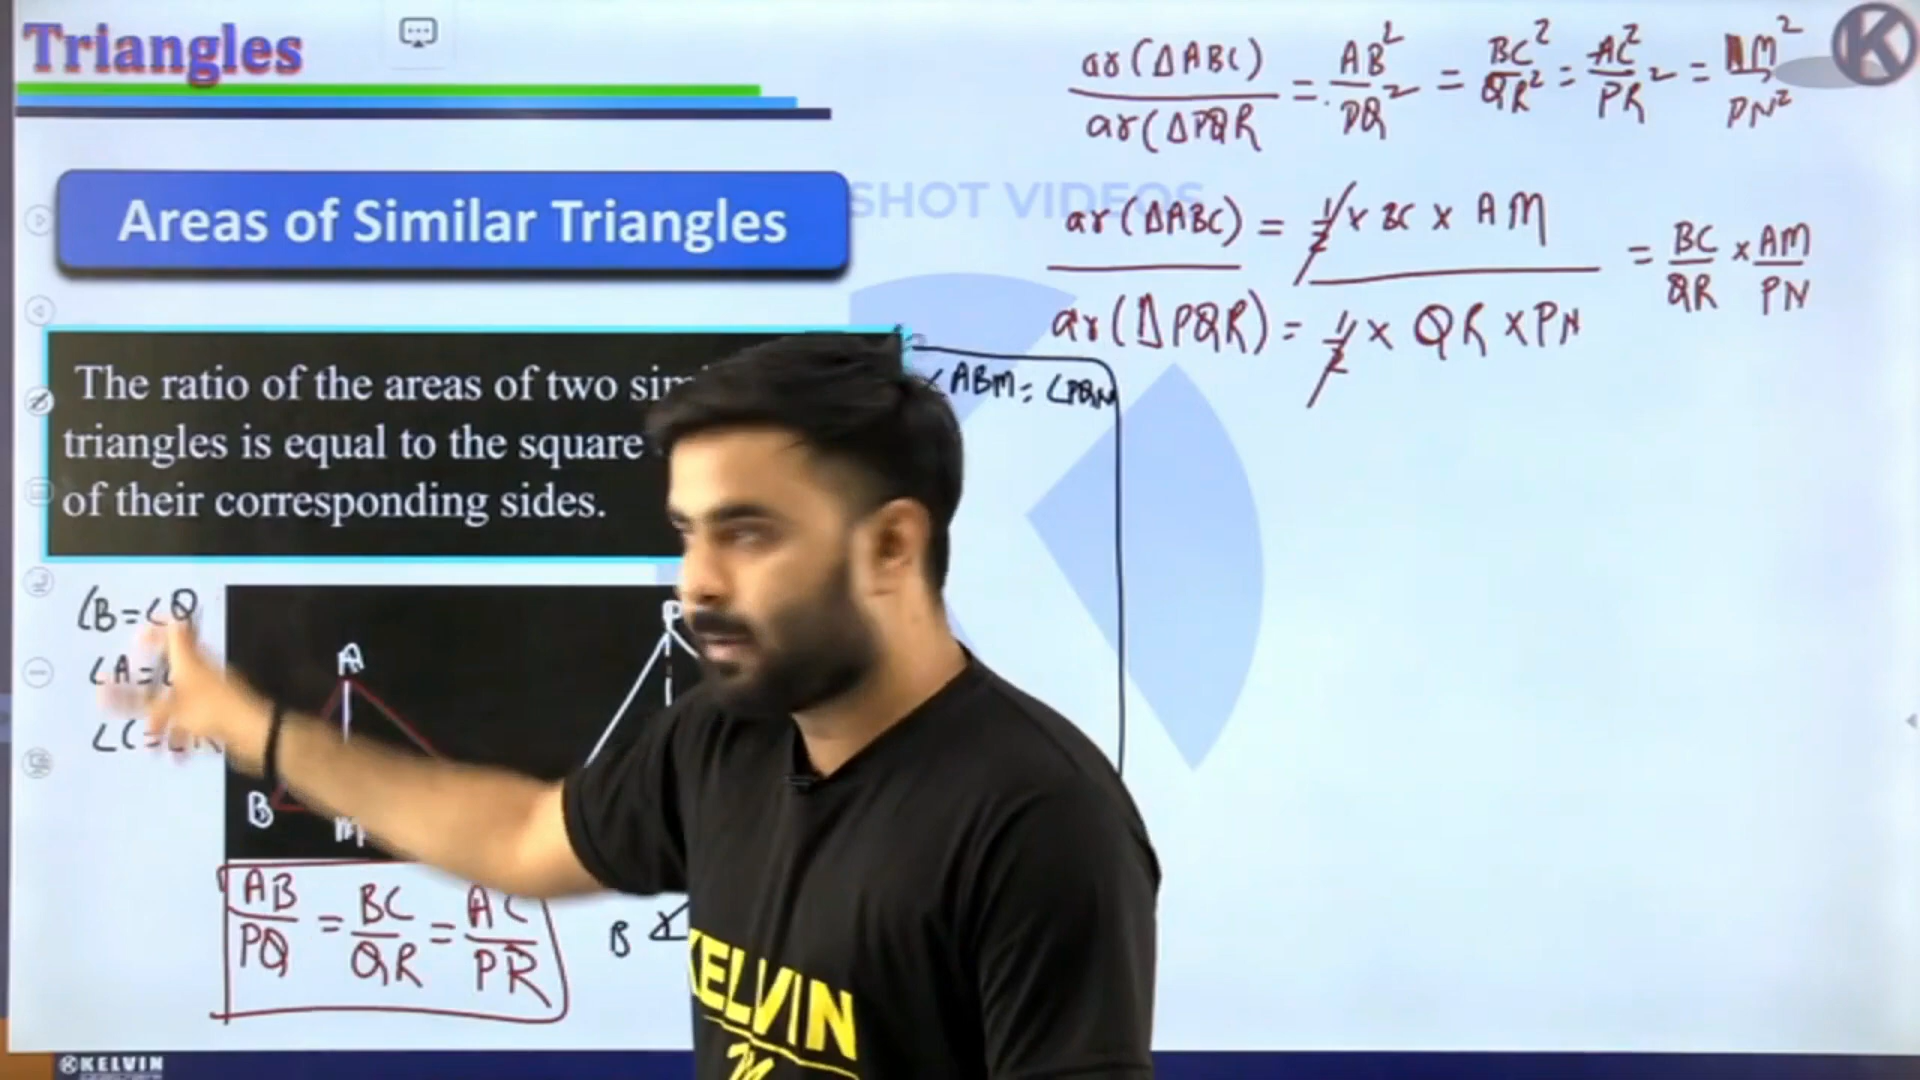 Triangles
ar(ΔABC)/ar(ΔPQR = AB²/PQ² = BC²/QR² = AC²/PR² = AM²/PN²
K
SHOT VIDEOS
Areas of Similar Triangles
ar(ΔABC) = 1/2 × BC × AM
ar(ΔPQR) = 1/2 × QR × PN
= BC/QR × AM/PN
The ratio of the areas of two
triangles is equal to the square
of their corresponding sides.
∠ABM = ∠PQN
∠B = ∠Q
∠A = ∠
∠C = ∠R
A
P
B
M
AB/PQ = BC/QR = AC/PR
B
KELVIN
KELVIN